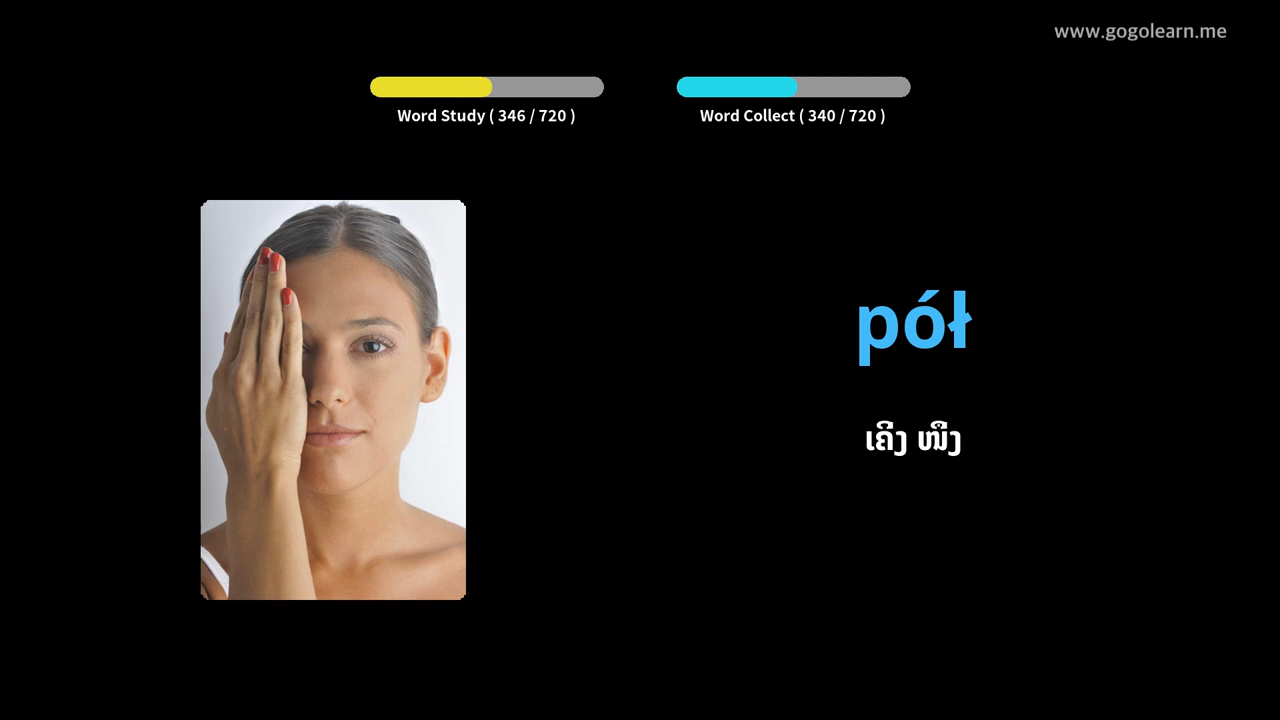 www.gogolearn.me
Word Study ( 346 / 720 )
Word Collect ( 340 / 720 )
pół
ເຄິ່ງ ໜຶ່ງ